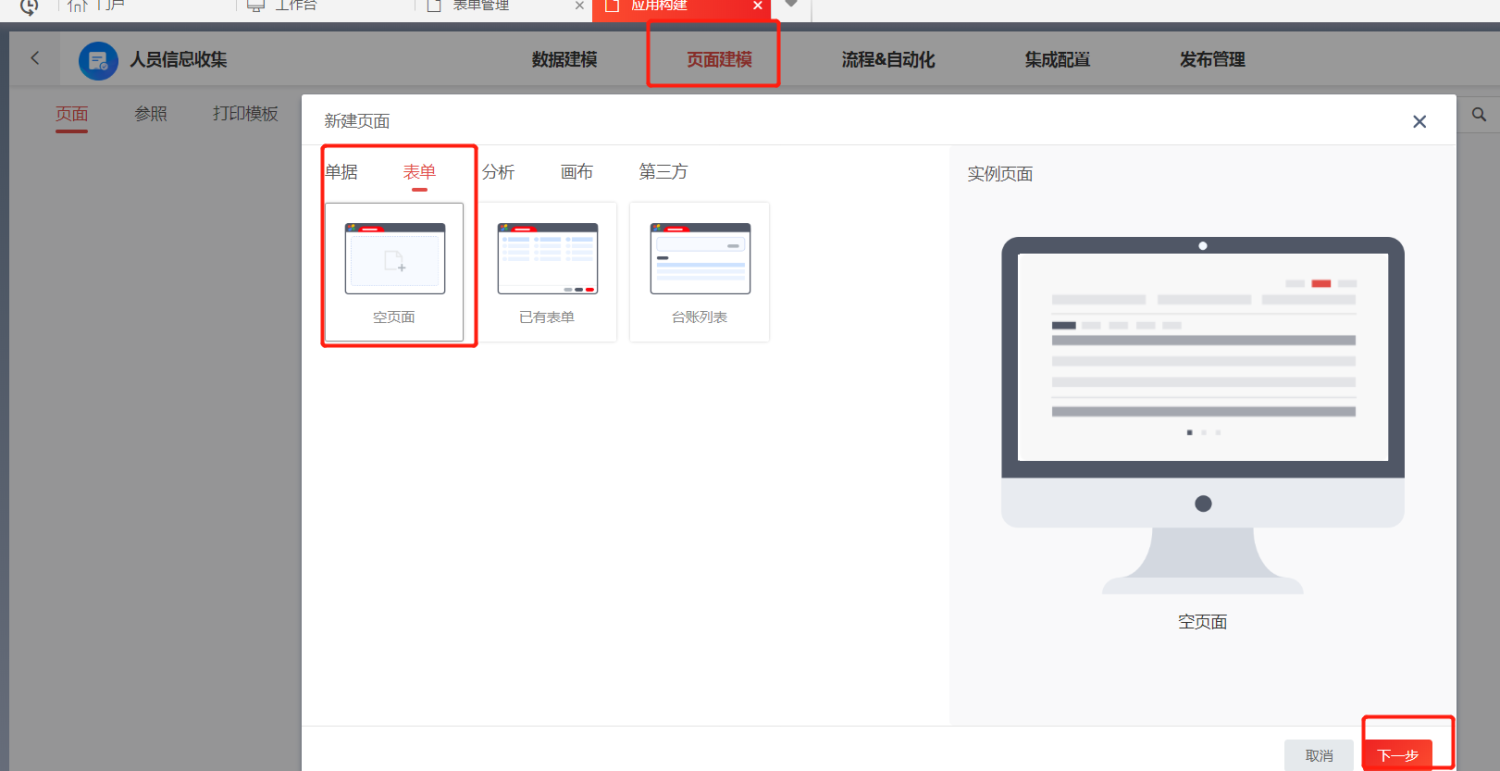 门户 工作台 表单管理 应用构建
人员信息收集 数据建模 页面建模 流程&自动化 集成配置 发布管理
页面 参照 打印模板
新建页面
单据 表单 分析 画布 第三方
实例页面
空页面 已有表单 台账列表
空页面
取消 下一步